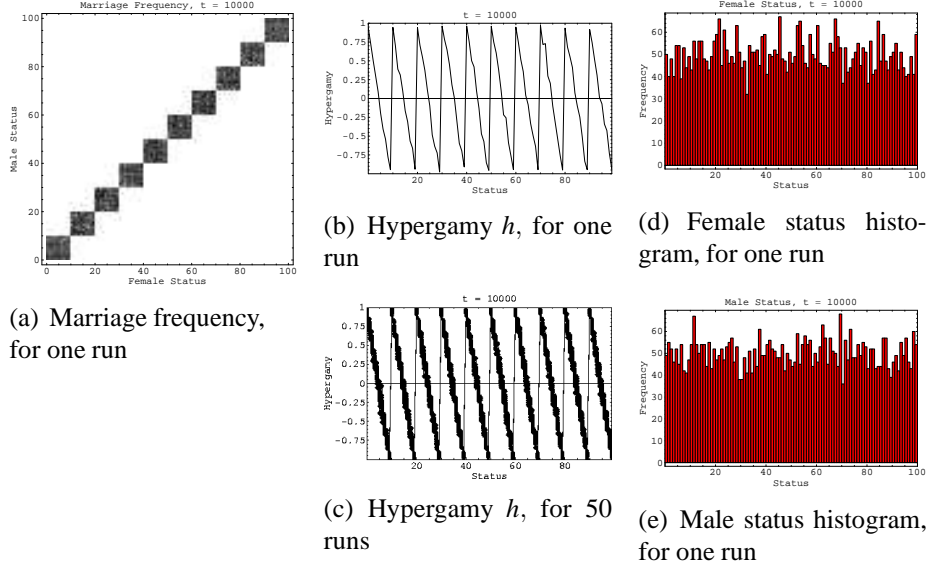 Marriage Frequency, t = 10000
100
80
60
40
20
0
Male Status
0 20 40 60 80 100
Female Status
(a) Marriage frequency,
for one run
t = 10000
1
0.75
0.5
0.25
0
-0.25
-0.5
-0.75
Hypergamy
20 40 60 80
Status
(b) Hypergamy h, for one
run
t = 10000
1
0.75
0.5
0.25
0
-0.25
-0.5
-0.75
Hypergamy
20 40 60 80
Status
(c) Hypergamy h, for 50
runs
Female Status, t = 10000
60
50
40
30
20
10
0
Frequency
20 40 60 80 100
Status
(d) Female status histo-
gram, for one run
Male Status, t = 10000
60
50
40
30
20
10
0
Frequency
20 40 60 80 100
Status
(e) Male status histogram,
for one run